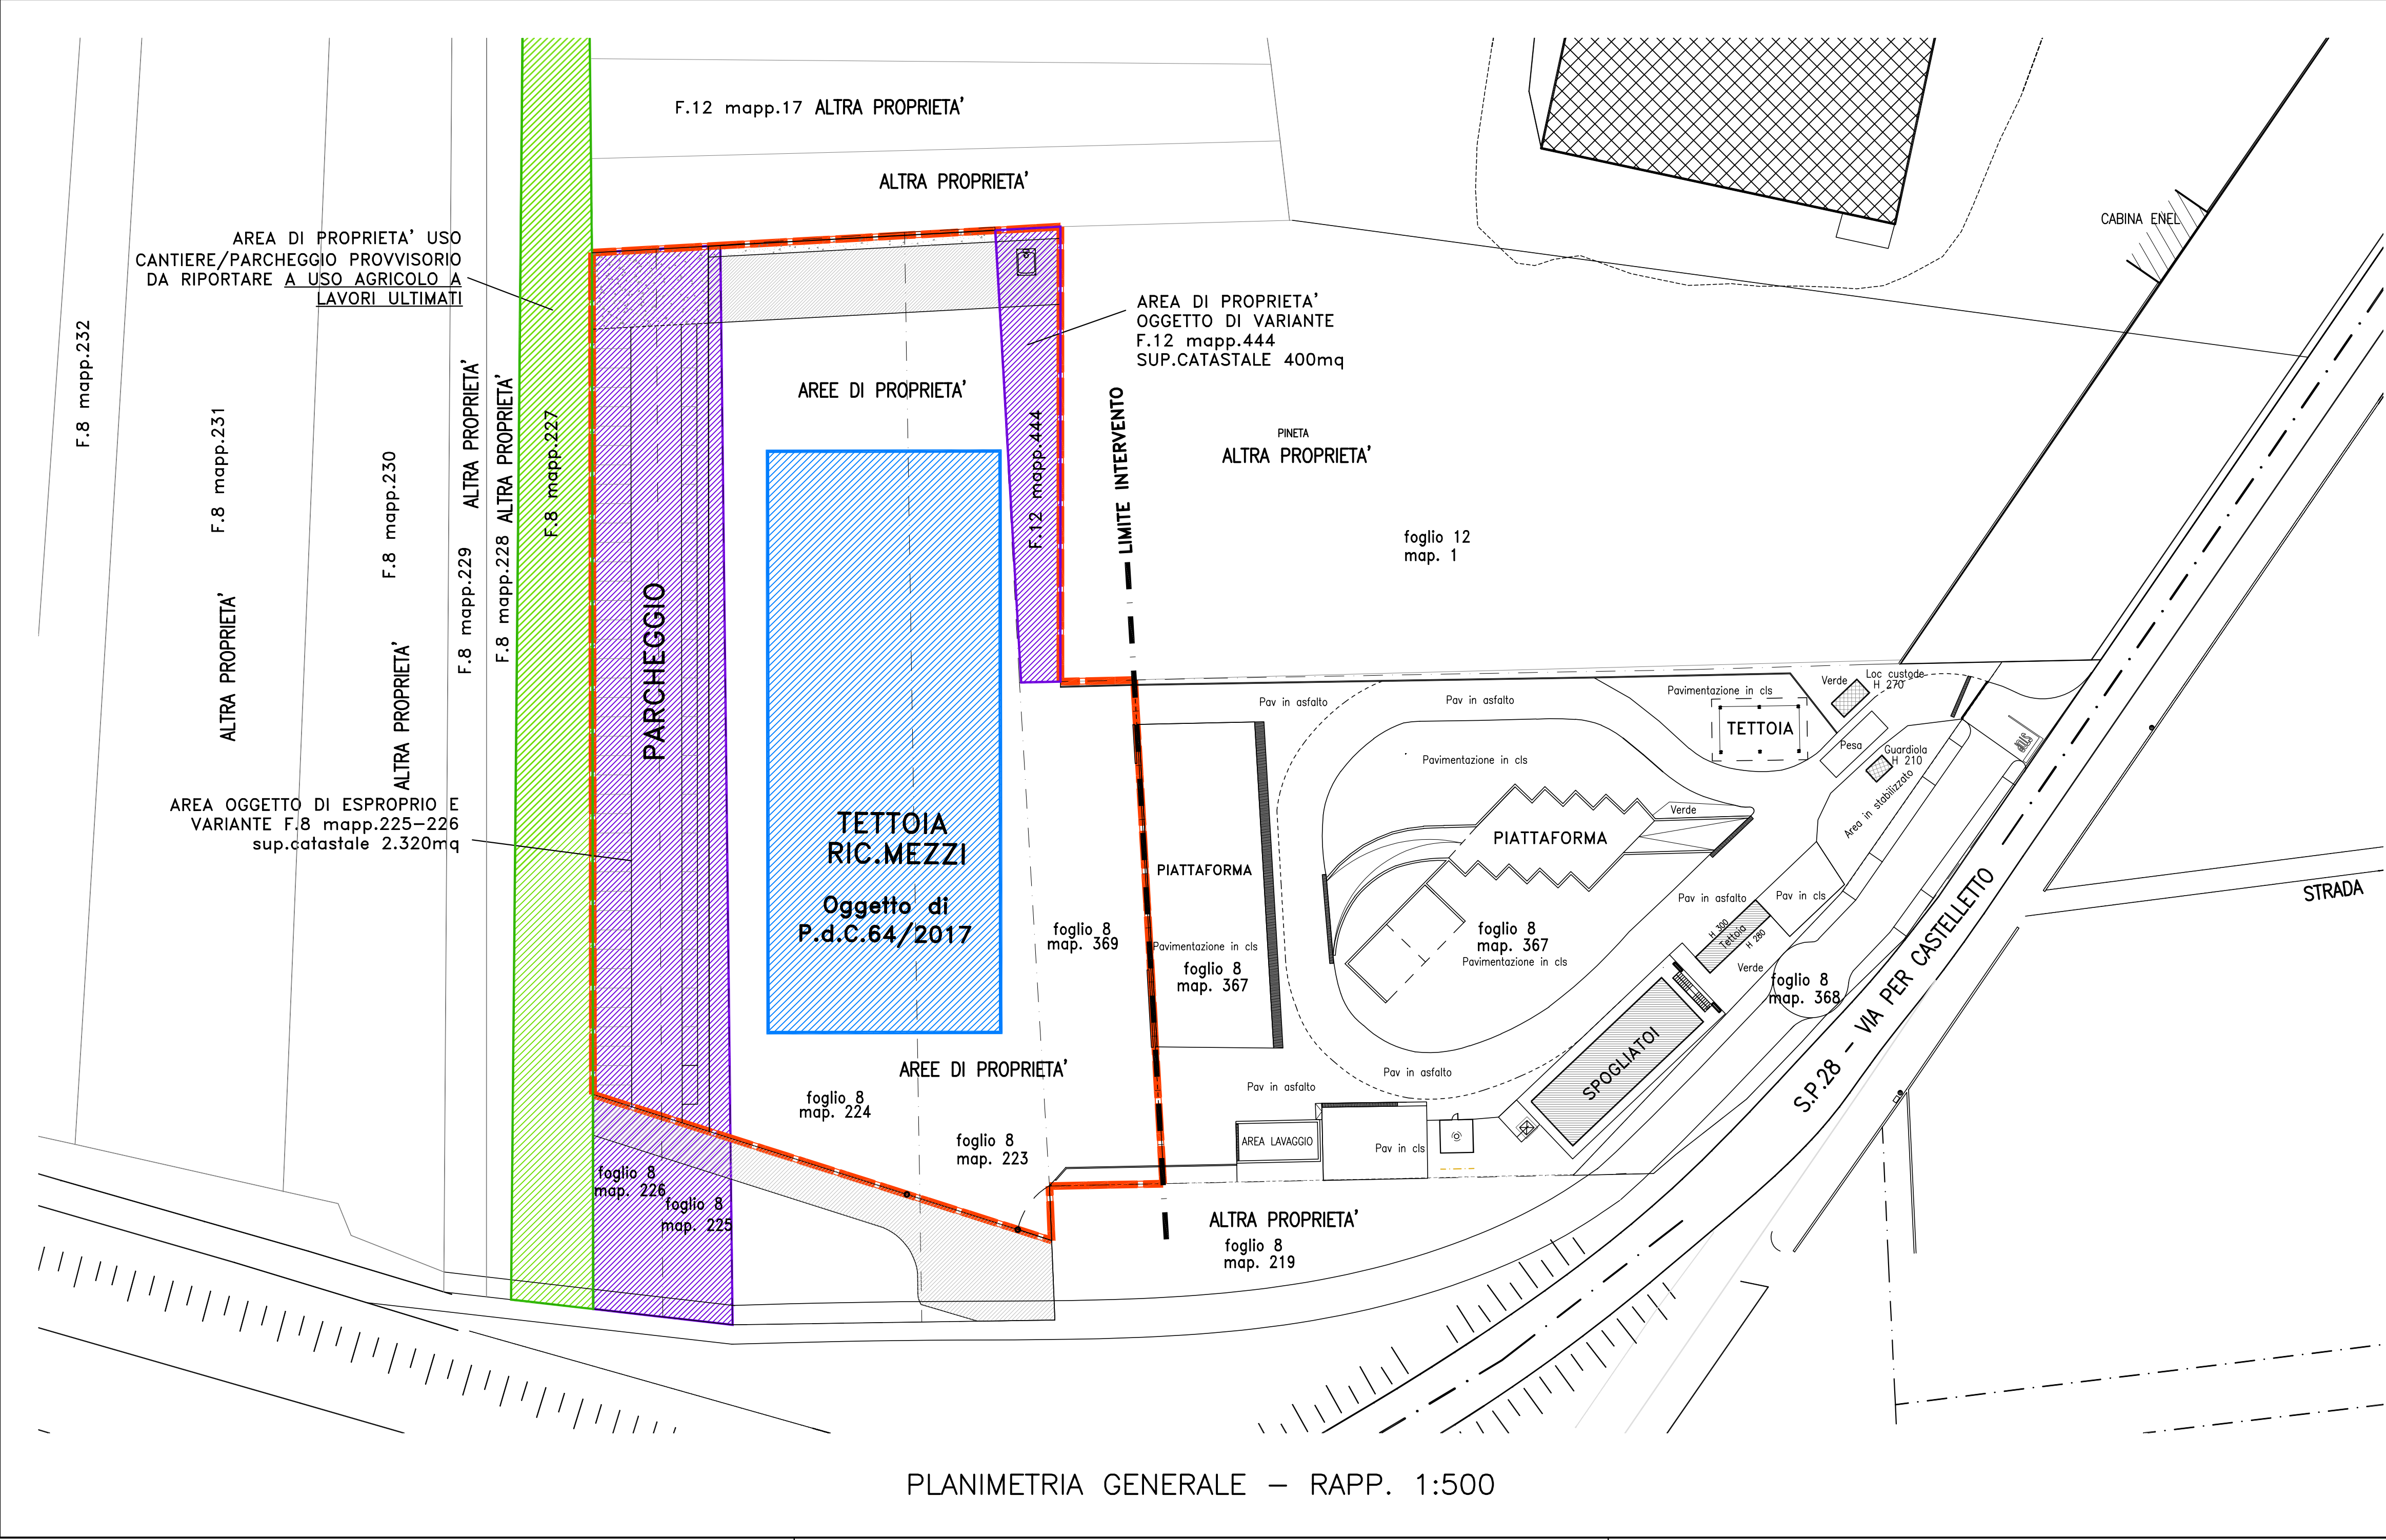 F.12 mapp.17 ALTRA PROPRIETA'
ALTRA PROPRIETA'
CABINA ENEL
AREA DI PROPRIETA' USO
CANTIERE/PARCHEGGIO PROVVISORIO
DA RIPORTARE A USO AGRICOLO A
LAVORI ULTIMATI
AREA DI PROPRIETA'
OGGETTO DI VARIANTE
F.12 mapp.444
SUP.CATASTALE 400mq
F.8 mapp.232
F.8 mapp.231
ALTRA PROPRIETA'
F.8 mapp.230
ALTRA PROPRIETA'
F.8 mapp.229 ALTRA PROPRIETA'
F.8 mapp.228 ALTRA PROPRIETA'
F.8 mapp.227
AREE DI PROPRIETA'
F.12 mapp.444
LIMITE INTERVENTO
PINETA
ALTRA PROPRIETA'
foglio 12
map. 1
PARCHEGGIO
AREA OGGETTO DI ESPROPRIO E
VARIANTE F.8 mapp.225-226
sup.catastale 2.320mq
TETTOIA
RIC.MEZZI
Oggetto di
P.d.C.64/2017
foglio 8
map. 369
AREE DI PROPRIETA'
foglio 8
map. 224
foglio 8
map. 223
foglio 8
map. 226
foglio 8
map. 225
Pav in asfalto
Pav in asfalto
Pavimentazione in cls
TETTOIA
Verde
Loc custode
H 270
Pesa
Guardiola
H 210
Area in stabilizzato
STOP
Pavimentazione in cls
Verde
PIATTAFORMA
PIATTAFORMA
Pavimentazione in cls
foglio 8
map. 367
foglio 8
map. 367
Pavimentazione in cls
Pav in asfalto
Pav in cls
H 300
Tettoia
H 280
Verde
foglio 8
map. 368
SPOGLIATOI
Pav in asfalto
Pav in asfalto
AREA LAVAGGIO
Pav in cls
S.P.28 - VIA PER CASTELLETTO
STRADA
ALTRA PROPRIETA'
foglio 8
map. 219
PLANIMETRIA GENERALE - RAPP. 1:500